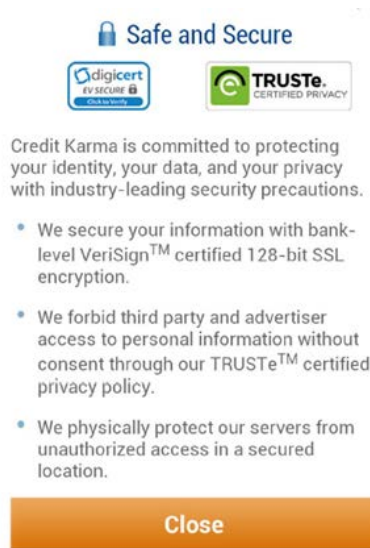 Safe and Secure
digicert
EV SECURE
Click to Verify
TRUSTe.
CERTIFIED PRIVACY
Credit Karma is committed to protecting
your identity, your data, and your privacy
with industry-leading security precautions.
• We secure your information with bank-
level VeriSign™ certified 128-bit SSL
encryption.
• We forbid third party and advertiser
access to personal information without
consent through our TRUSTe™ certified
privacy policy.
• We physically protect our servers from
unauthorized access in a secured
location.
Close